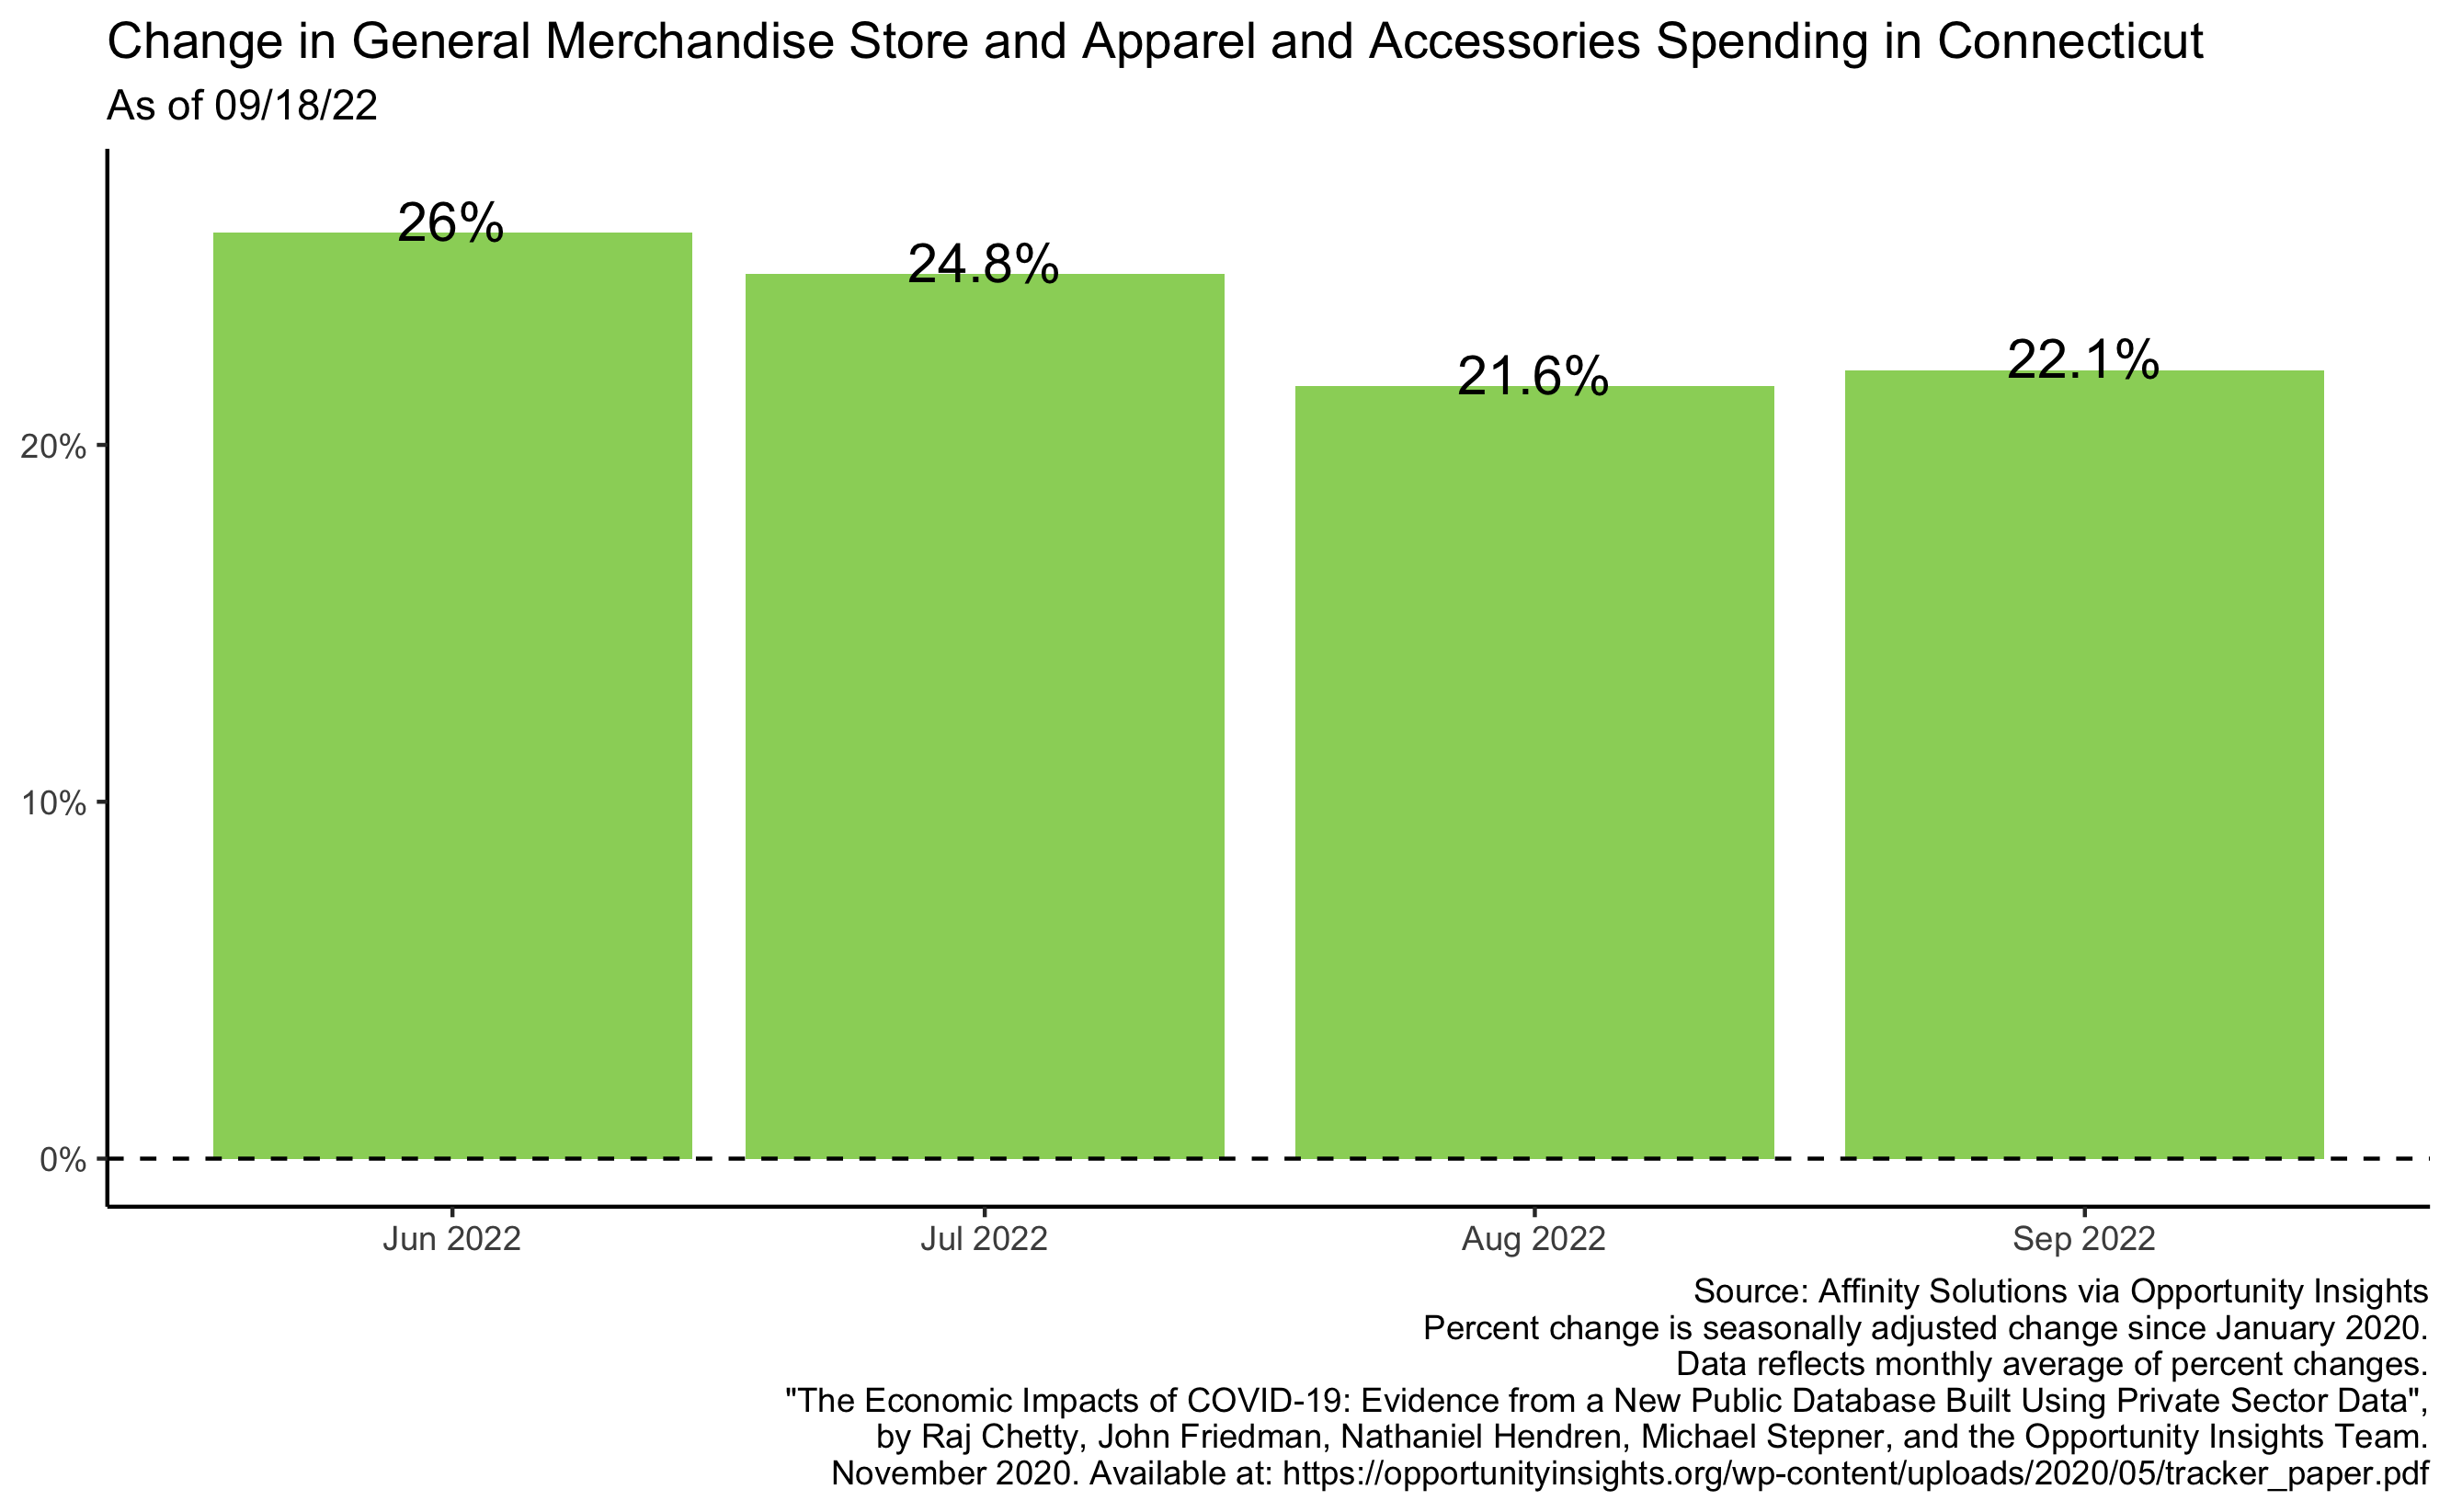 Change in General Merchandise Store and Apparel and Accessories Spending in Connecticut
As of 09/18/22
26%
24.8%
21.6%
22.1%
20%
10%
0%
Jun 2022
Jul 2022
Aug 2022
Sep 2022
Source: Affinity Solutions via Opportunity Insights
Percent change is seasonally adjusted change since January 2020.
Data reflects monthly average of percent changes.
"The Economic Impacts of COVID-19: Evidence from a New Public Database Built Using Private Sector Data",
by Raj Chetty, John Friedman, Nathaniel Hendren, Michael Stepner, and the Opportunity Insights Team.
November 2020. Available at: https://opportunityinsights.org/wp-content/uploads/2020/05/tracker_paper.pdf